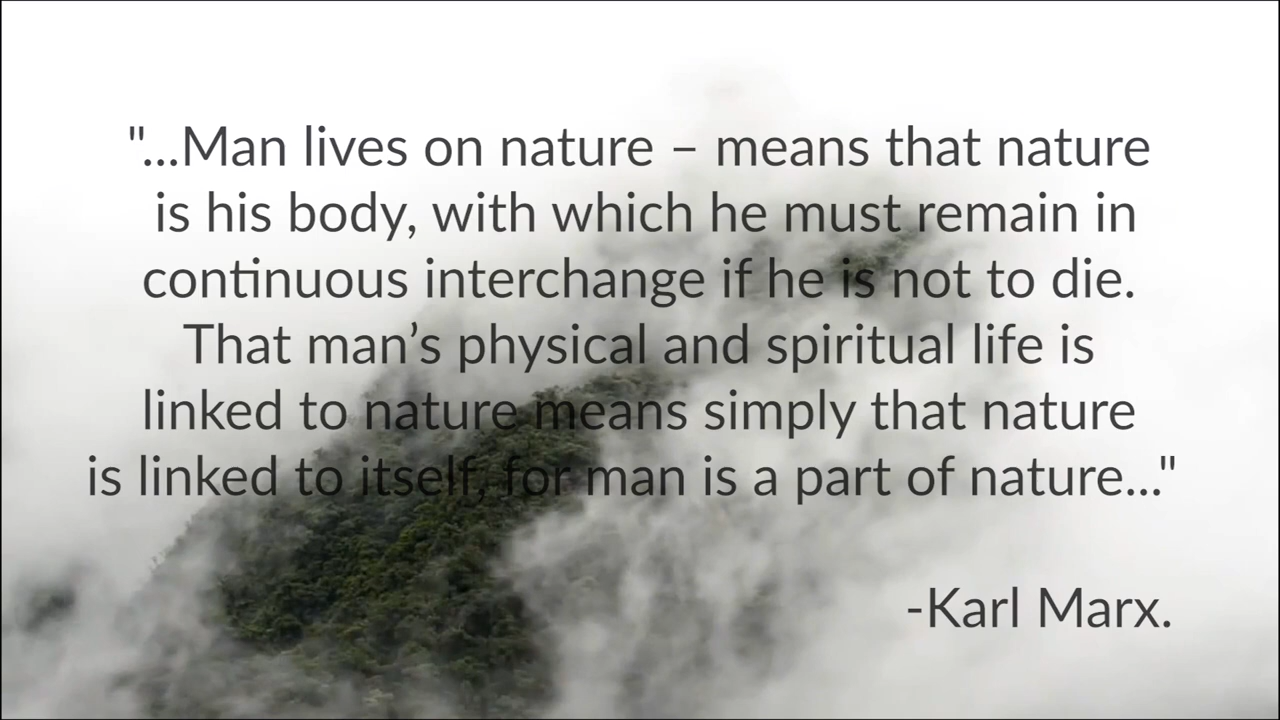 "...Man lives on nature – means that nature
is his body, with which he must remain in
continuous interchange if he is not to die.
That man’s physical and spiritual life is
linked to nature means simply that nature
is linked to itself, for man is a part of nature..."
-Karl Marx.